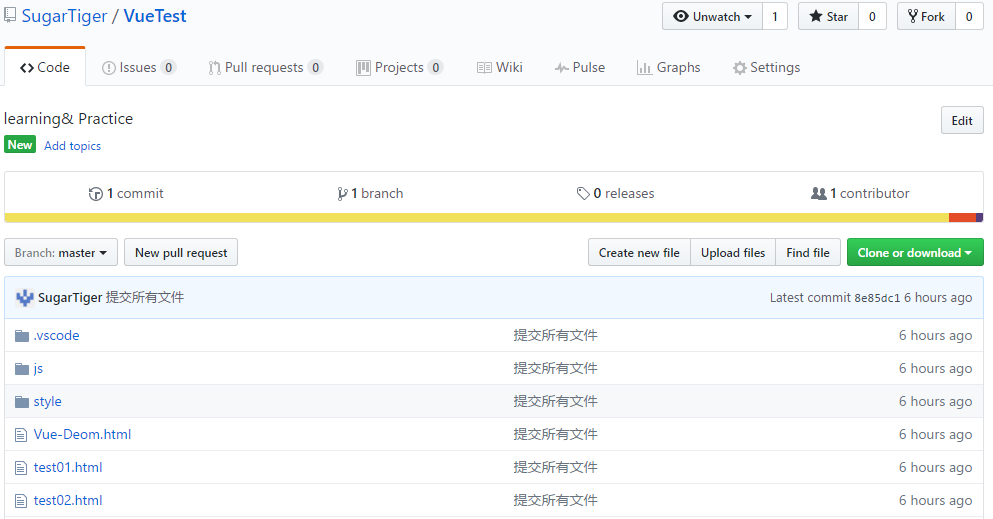 SugarTiger / VueTest Unwatch 1 Star 0 Fork 0
Code Issues 0 Pull requests 0 Projects 0 Wiki Pulse Graphs Settings
learning& Practice Edit
New Add topics
1 commit 1 branch 0 releases 1 contributor
Branch: master New pull request Create new file Upload files Find file Clone or download
SugarTiger 提交所有文件 Latest commit 8e85dc1 6 hours ago
.vscode 提交所有文件 6 hours ago
js 提交所有文件 6 hours ago
style 提交所有文件 6 hours ago
Vue-Deom.html 提交所有文件 6 hours ago
test01.html 提交所有文件 6 hours ago
test02.html 提交所有文件 6 hours ago